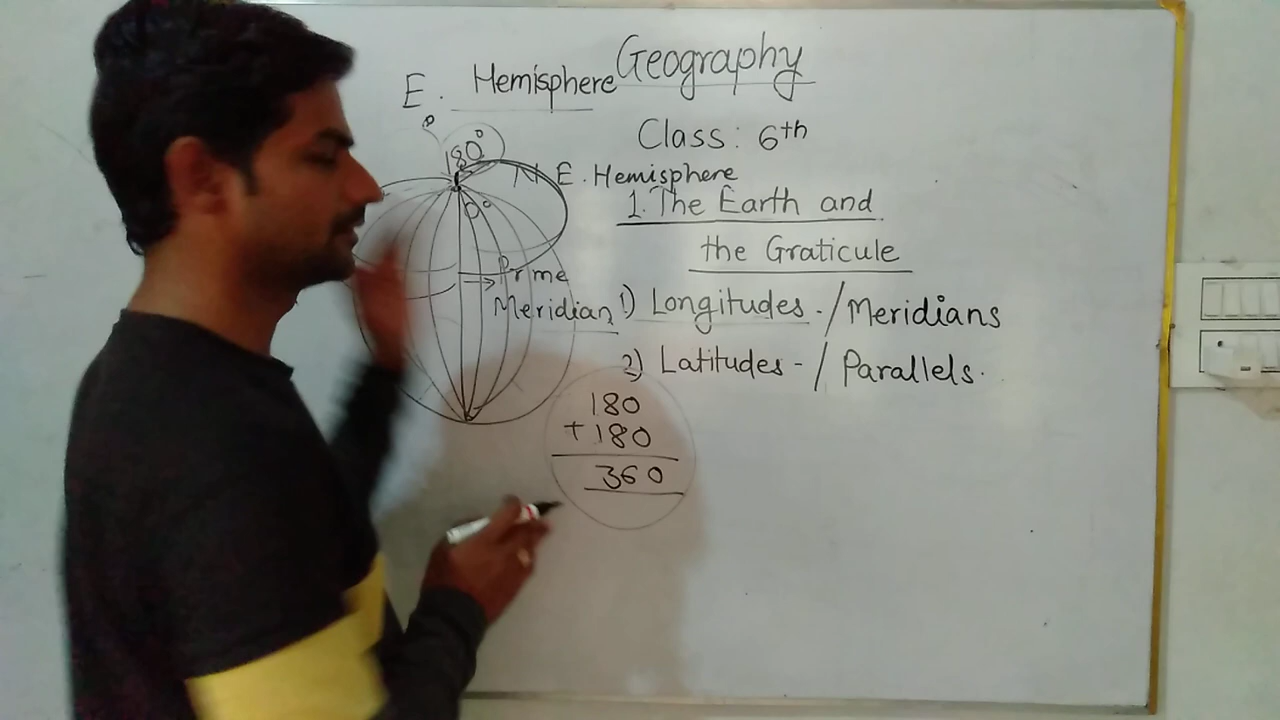 Geography
E. Hemisphere
Class: 6th
180°
E. Hemisphere
0°
1. The Earth and
the Graticule
Prime
Meridian
1) Longitudes - / Meridians
2) Latitudes - / Parallels.
180
+ 180
360